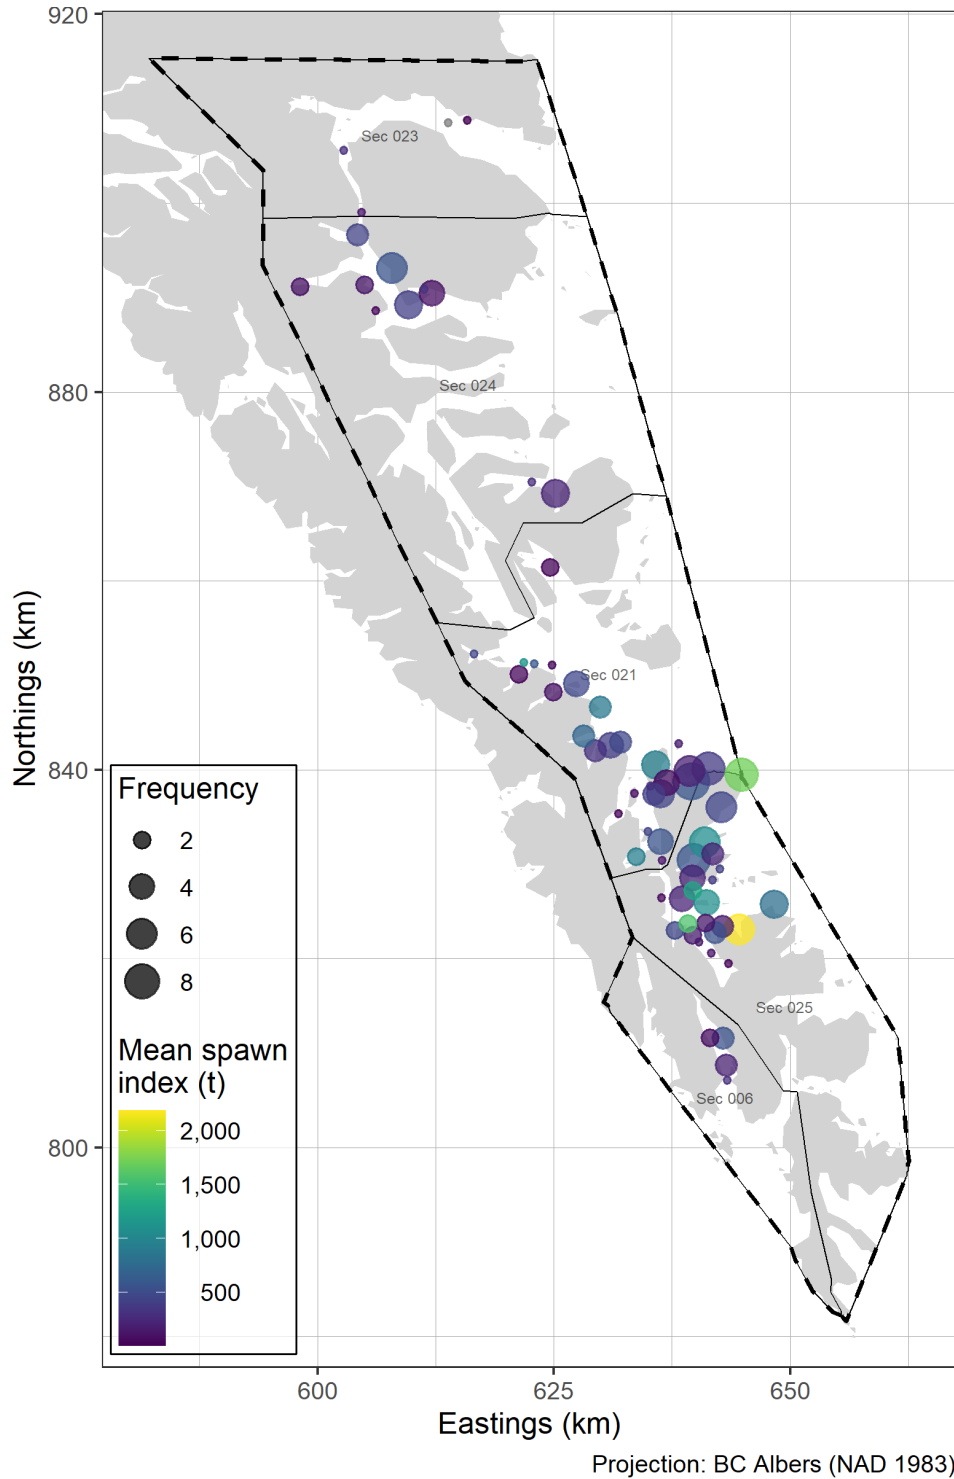 920
880
840
800
Northings (km)
Sec 023
Sec 024
Sec 021
Sec 025
Sec 006
Frequency
2
4
6
8
Mean spawn
index (t)
2,000
1,500
1,000
500
600
625
650
Eastings (km)
Projection: BC Albers (NAD 1983)